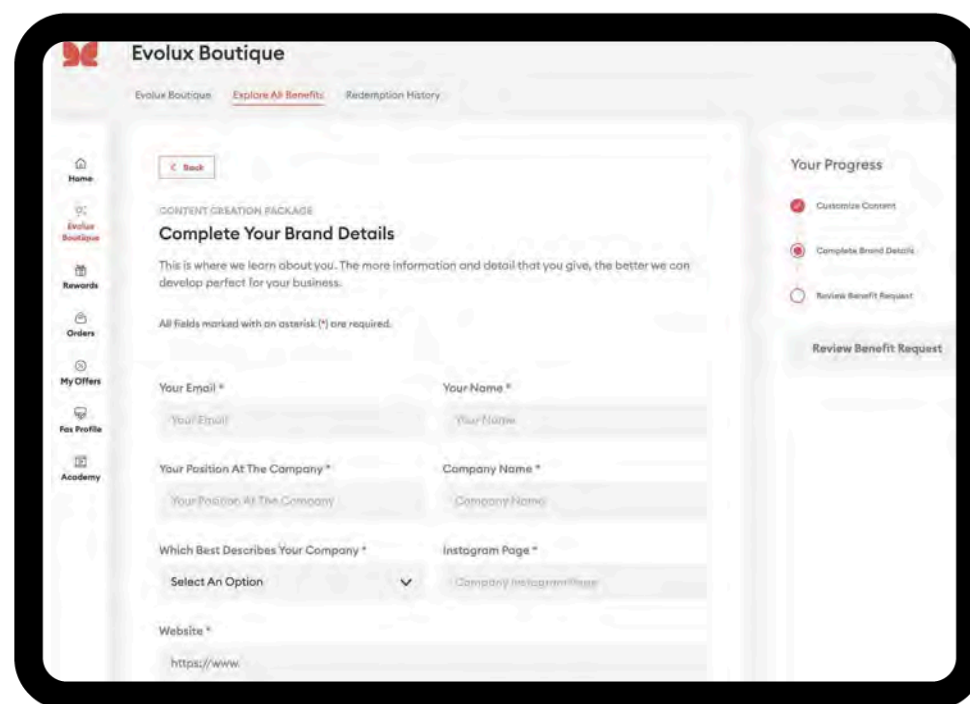 Evolux Boutique
Evolux Boutique Explore All Benefits Redemption History
Home
Evolux
Boutique
Rewards
Orders
My Offers
Fas Profile
Academy
< Back
CONTENT CREATION PACKAGE
Complete Your Brand Details
This is where we learn about you. The more information and detail that you give, the better we can
develop perfect for your business.
All fields marked with an asterisk (*) are required.
Your Email * Your Name *
Your Email Your Name
Your Position At The Company * Company Name *
Your Position At The Company Company Name
Which Best Describes Your Company * Instagram Page *
Select An Option Company Instagram Page
Website *
https://www.
Your Progress
Customize Content
Complete Brand Details
Review Benefit Request
Review Benefit Request